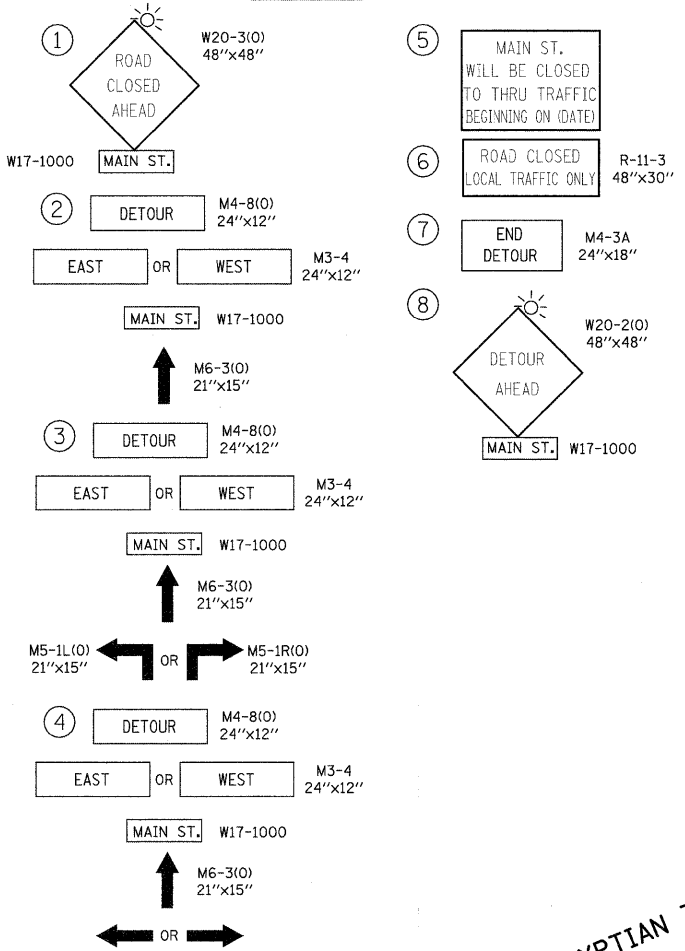 1
W20-3(O)
48"x48"
ROAD
CLOSED
AHEAD
W17-1000
MAIN ST.
2
DETOUR
M4-8(O)
24"x12"
EAST OR WEST
M3-4
24"x12"
MAIN ST. W17-1000
M6-3(O)
21"x15"
3
DETOUR
M4-8(O)
24"x12"
EAST OR WEST
M3-4
24"x12"
MAIN ST. W17-1000
M6-3(O)
21"x15"
M5-1L(O)
21"x15"
OR
M5-1R(O)
21"x15"
4
DETOUR
M4-8(O)
24"x12"
EAST OR WEST
M3-4
24"x12"
MAIN ST. W17-1000
M6-3(O)
21"x15"
OR
5
MAIN ST.
WILL BE CLOSED
TO THRU TRAFFIC
BEGINNING ON (DATE)
6
ROAD CLOSED
LOCAL TRAFFIC ONLY
R-11-3
48"x30"
7
END
DETOUR
M4-3A
24"x18"
8
W20-2(O)
48"x48"
DETOUR
AHEAD
MAIN ST. W17-1000